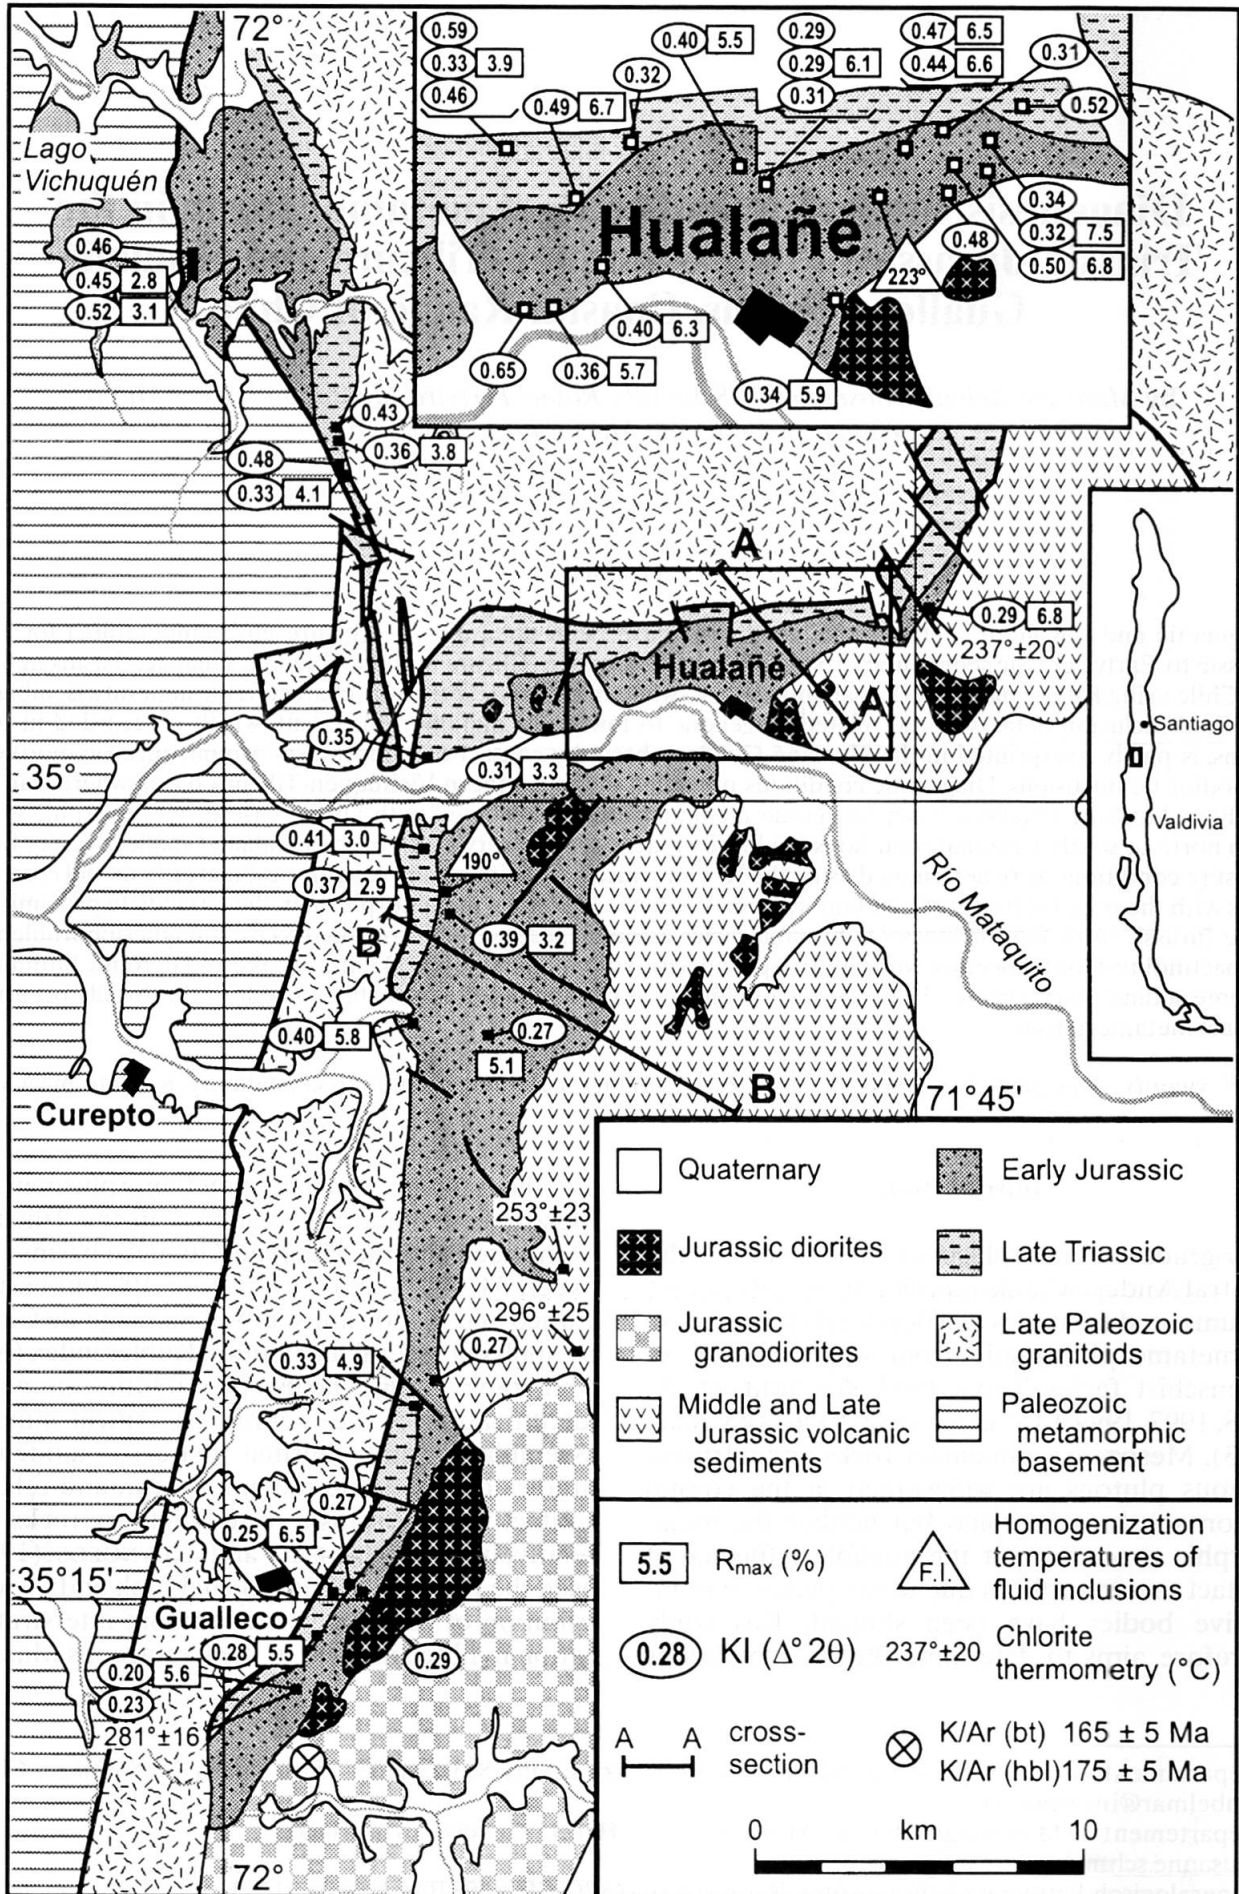 72°
0.59
0.33 3.9
0.46
0.49 6.7
0.32
0.40 5.5
0.29
0.29 6.1
0.31
0.47 6.5
0.44 6.6
0.31
0.52
Lago
Vichuquén
Hualañé
0.34
0.32 7.5
0.50 6.8
0.48
223°
0.46
0.45 2.8
0.52 3.1
0.40 6.3
0.65
0.36 5.7
0.34 5.9
0.43
0.36 3.8
0.48
0.33 4.1
A
0.29 6.8
237°±20
Hualañé
A
Santiago
0.35
35°
0.31 3.3
Valdivia
0.41 3.0
190°
0.37 2.9
Rio Mataquito
B
0.39 3.2
0.40 5.8
0.27
5.1
Curepto
B
71°45'
253°±23
296°±25
0.33 4.9
0.27
0.27
0.25 6.5
35°15'
Gualleco
0.28 5.5
0.20 5.6
0.23
0.29
281°±16
72°
Quaternary
Early Jurassic
Jurassic diorites
Late Triassic
Jurassic
granodiorites
Late Paleozoic
granitoids
Middle and Late
Jurassic volcanic
sediments
Paleozoic
metamorphic
basement
5.5 Rmax (%)
F.I.
Homogenization
temperatures of
fluid inclusions
0.28 KI (Δ°2θ)
237°±20 Chlorite
thermometry (°C)
A A cross-
section
K/Ar (bt) 165 ± 5 Ma
K/Ar (hbl) 175 ± 5 Ma
0 km 10